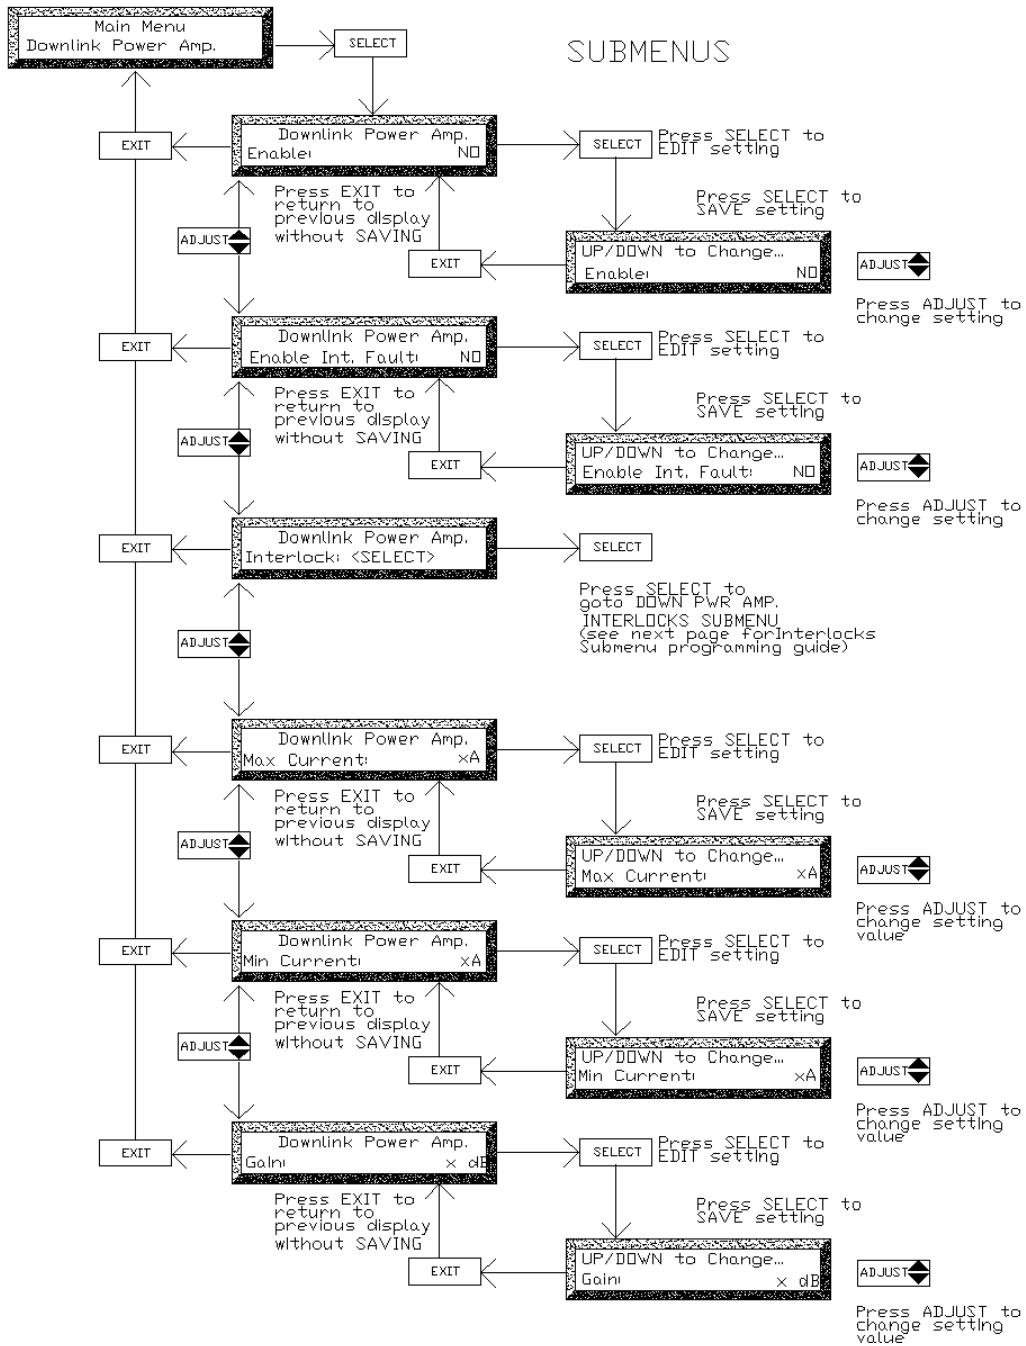 Main Menu
Downlink Power Amp.
SELECT
SUBMENUS
EXIT
Downlink Power Amp.
Enable: NO
SELECT
Press SELECT to
EDIT setting
Press EXIT to
return to
previous display
without SAVING
Press SELECT to
SAVE setting
ADJUST
EXIT
UP/DOWN to Change...
Enable: NO
ADJUST
Press ADJUST to
change setting
EXIT
Downlink Power Amp.
Enable Int. Fault: NO
SELECT
Press SELECT to
EDIT setting
Press EXIT to
return to
previous display
without SAVING
Press SELECT to
SAVE setting
ADJUST
EXIT
UP/DOWN to Change...
Enable Int. Fault: NO
ADJUST
Press ADJUST to
change setting
EXIT
Downlink Power Amp.
Interlock: <SELECT>
SELECT
Press SELECT to
goto DOWN PWR AMP.
INTERLOCKS SUBMENU
(see next page forInterlocks
Submenu programming guide)
ADJUST
EXIT
Downlink Power Amp.
Max Current: xA
SELECT
Press SELECT to
EDIT setting
Press EXIT to
return to
previous display
without SAVING
Press SELECT to
SAVE setting
ADJUST
EXIT
UP/DOWN to Change...
Max Current: xA
ADJUST
Press ADJUST to
change setting
value
EXIT
Downlink Power Amp.
Min Current: xA
SELECT
Press SELECT to
EDIT setting
Press EXIT to
return to
previous display
without SAVING
Press SELECT to
SAVE setting
ADJUST
EXIT
UP/DOWN to Change...
Min Current: xA
ADJUST
Press ADJUST to
change setting
value
EXIT
Downlink Power Amp.
Gain: x dB
SELECT
Press SELECT to
EDIT setting
Press EXIT to
return to
previous display
without SAVING
Press SELECT to
SAVE setting
EXIT
UP/DOWN to Change...
Gain: x dB
ADJUST
Press ADJUST to
change setting
value